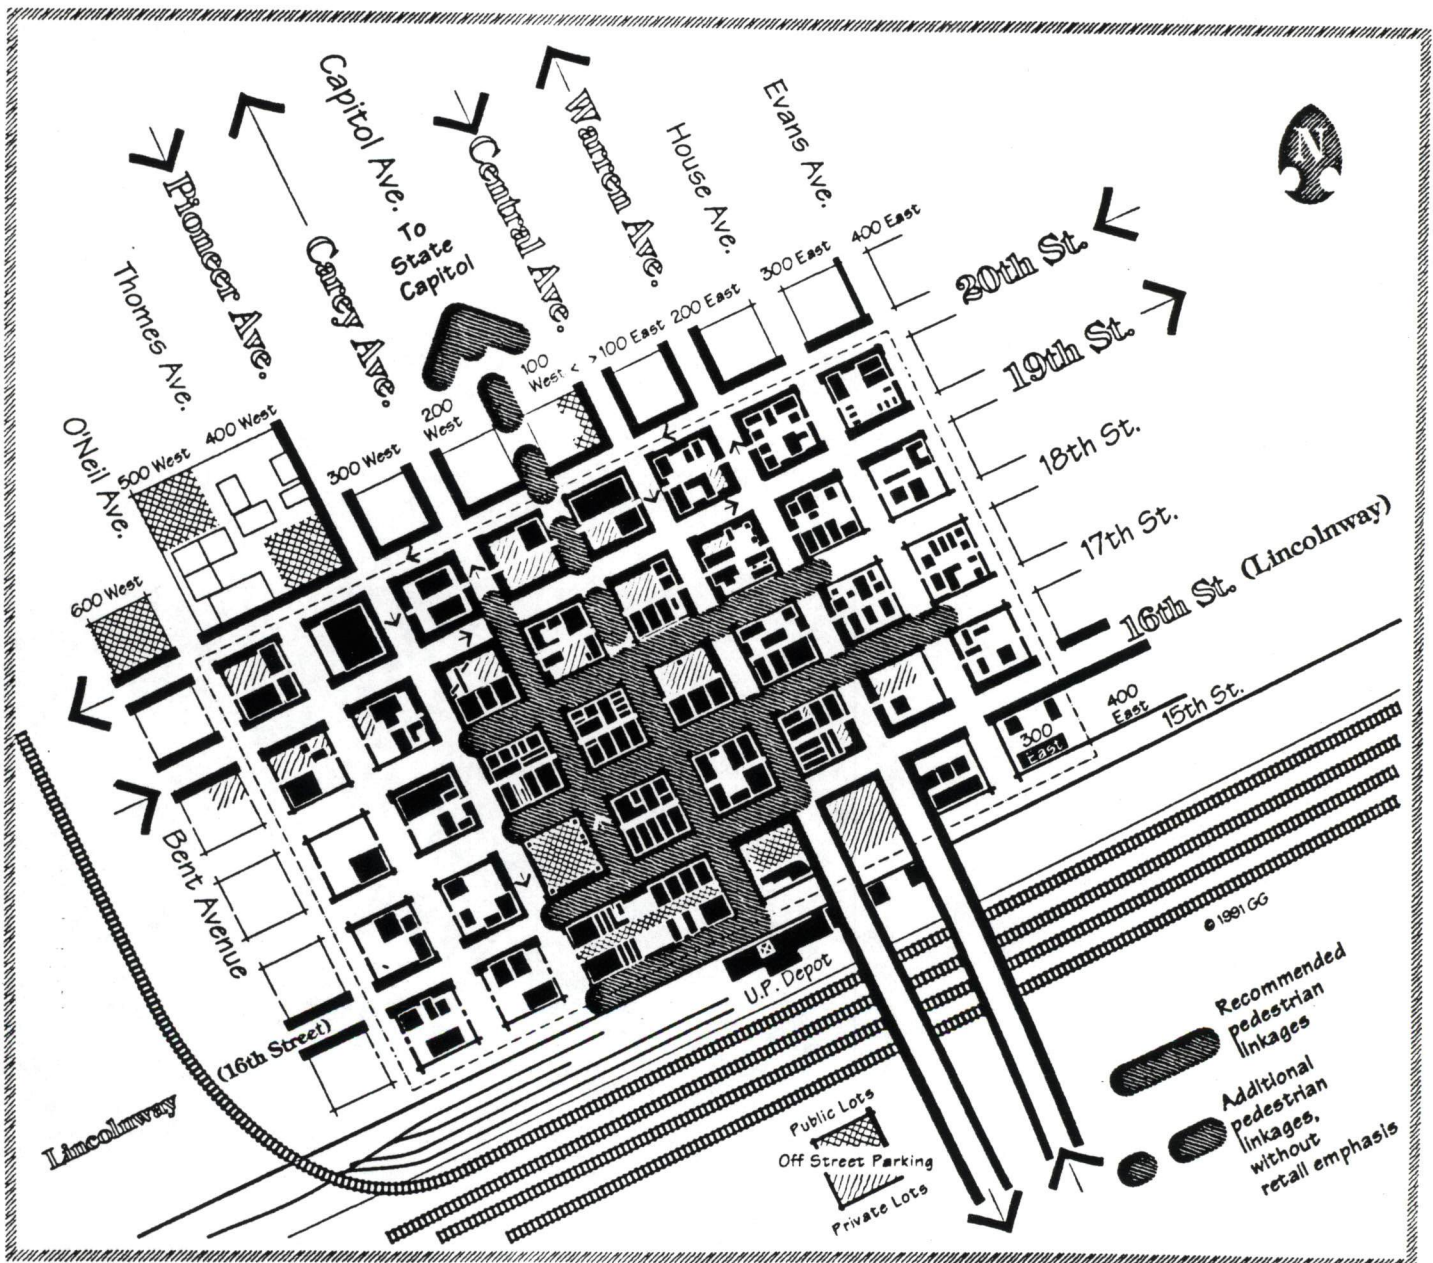 N
Pioneer Ave.
Thomes Ave.
O'Neil Ave.
Carey Ave.
Capitol Ave.
To
State
Capitol
Central Ave.
Warren Ave.
House Ave.
Evans Ave.
600 West
500 West
400 West
300 West
200
West
100
West <
>100 East
200 East
300 East
400 East
20th St.
19th St.
18th St.
17th St.
16th St. (Lincolnway)
15th St.
400
East
300
East
Bent Avenue
(16th Street)
Lincolnway
U.P. Depot
© 1991 GG
Recommended
pedestrian
linkages
Additional
pedestrian
linkages,
without
retail emphasis
Public Lots
Off Street Parking
Private Lots